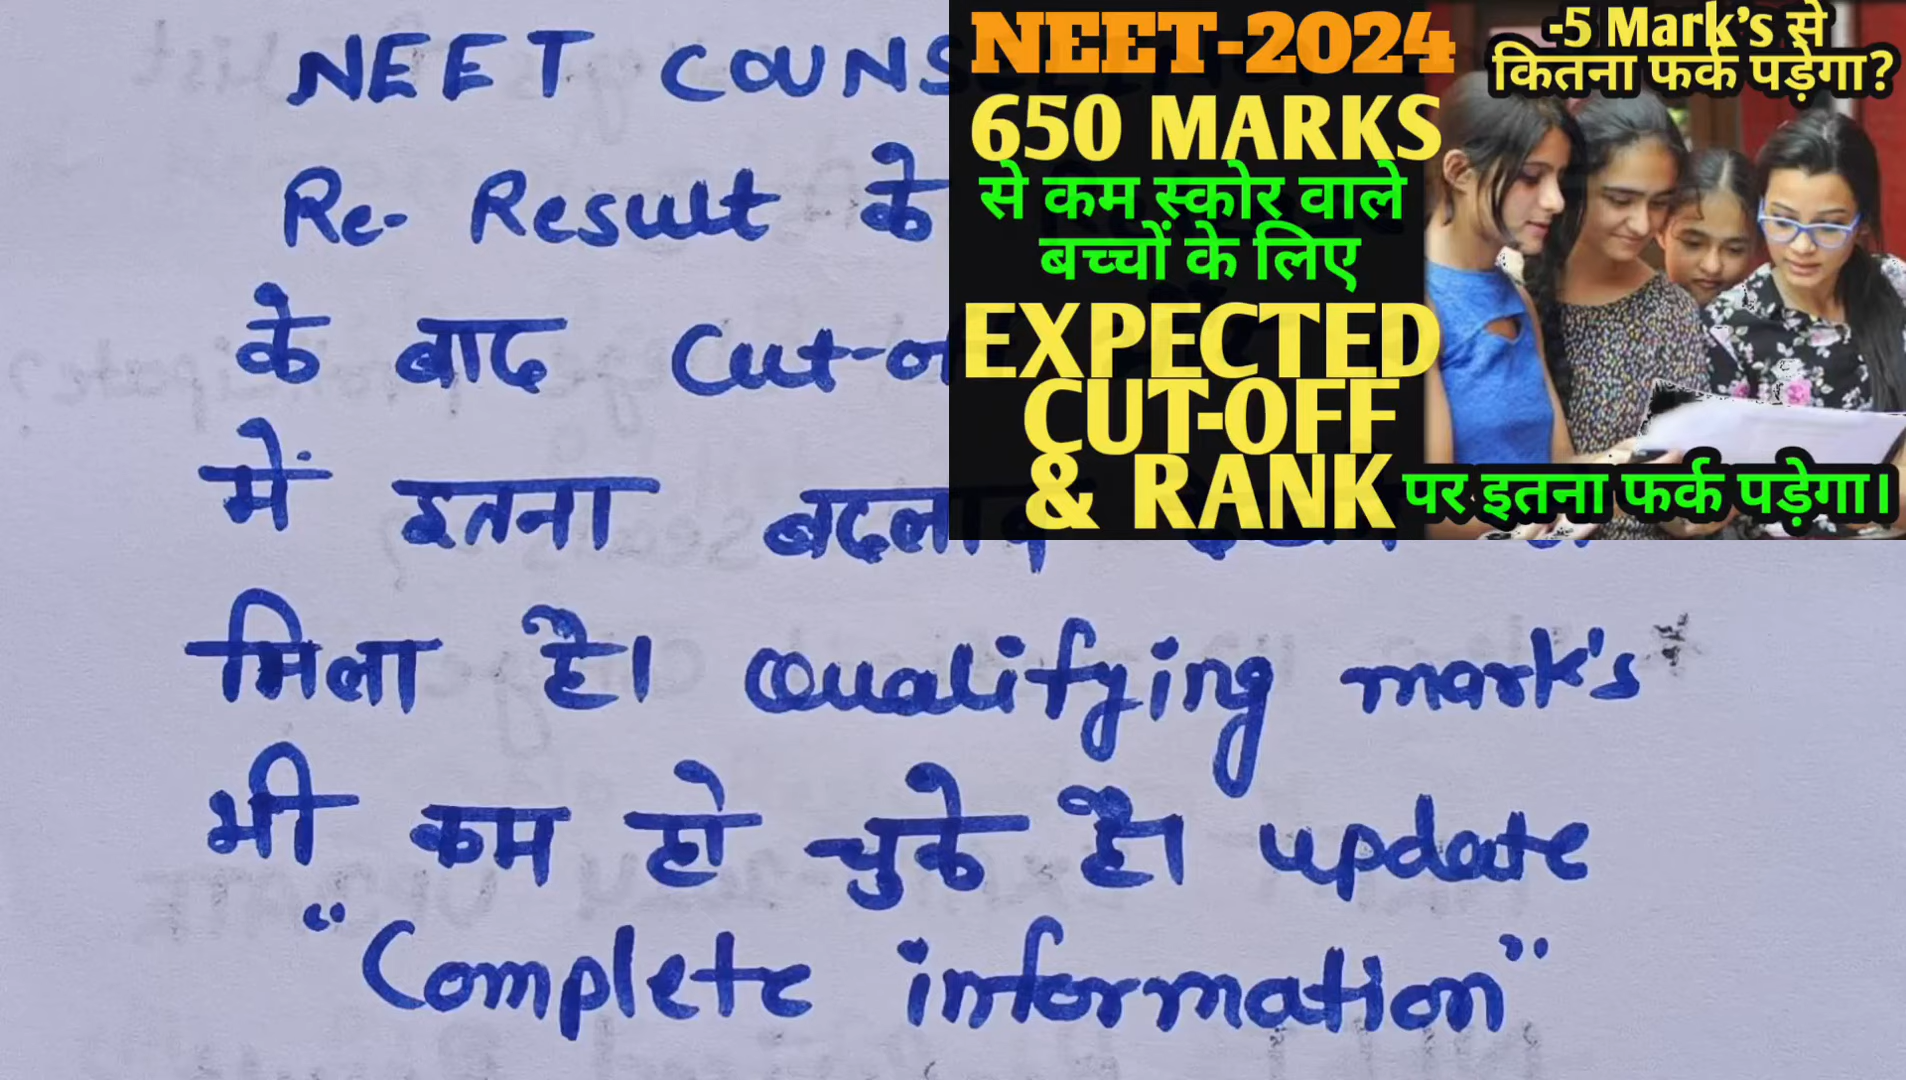 NEET COUNS
Re- Result के
के बाद Cut-of
में इतना बदलाव
मिला है। Qualifying mark's
भी कम हो चुके है। update
"Complete information"
NEET-2024
650 MARKS
से कम स्कोर वाले
बच्चों के लिए
EXPECTED
CUT-OFF
& RANK
-5 Mark's से
कितना फर्क पड़ेगा?
पर इतना फर्क पड़ेगा।